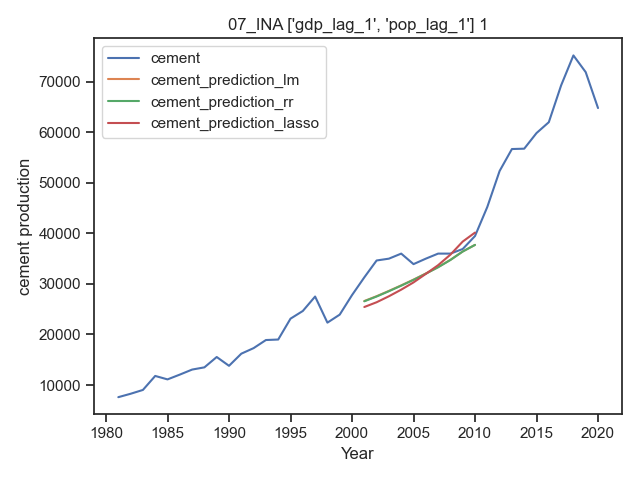 07_INA ['gdp_lag_1', 'pop_lag_1'] 1
cement
cement_prediction_lm
cement_prediction_rr
cement_prediction_lasso
cement production
70000
60000
50000
40000
30000
20000
10000
1980 1985 1990 1995 2000 2005 2010 2015 2020
Year